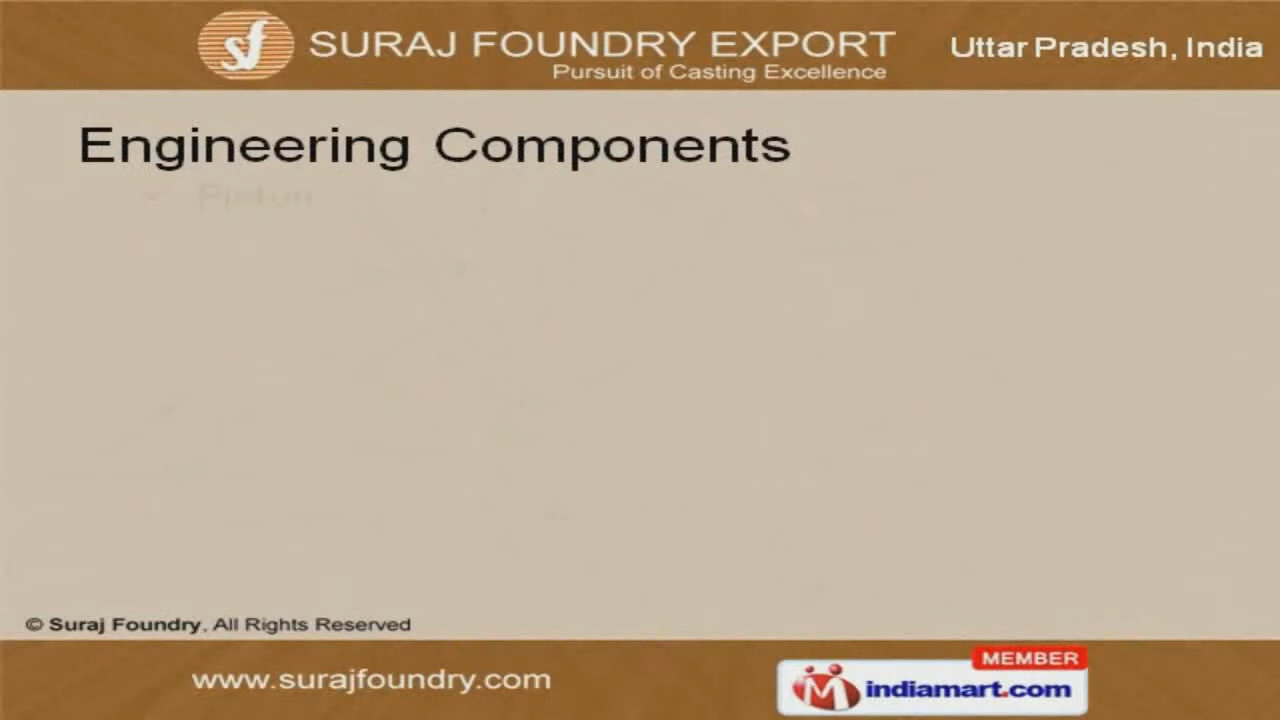 sf
SURAJ FOUNDRY EXPORT
Pursuit of Casting Excellence
Uttar Pradesh, India
Engineering Components
© Suraj Foundry, All Rights Reserved
www.surajfoundry.com
MEMBER
indiamart.com